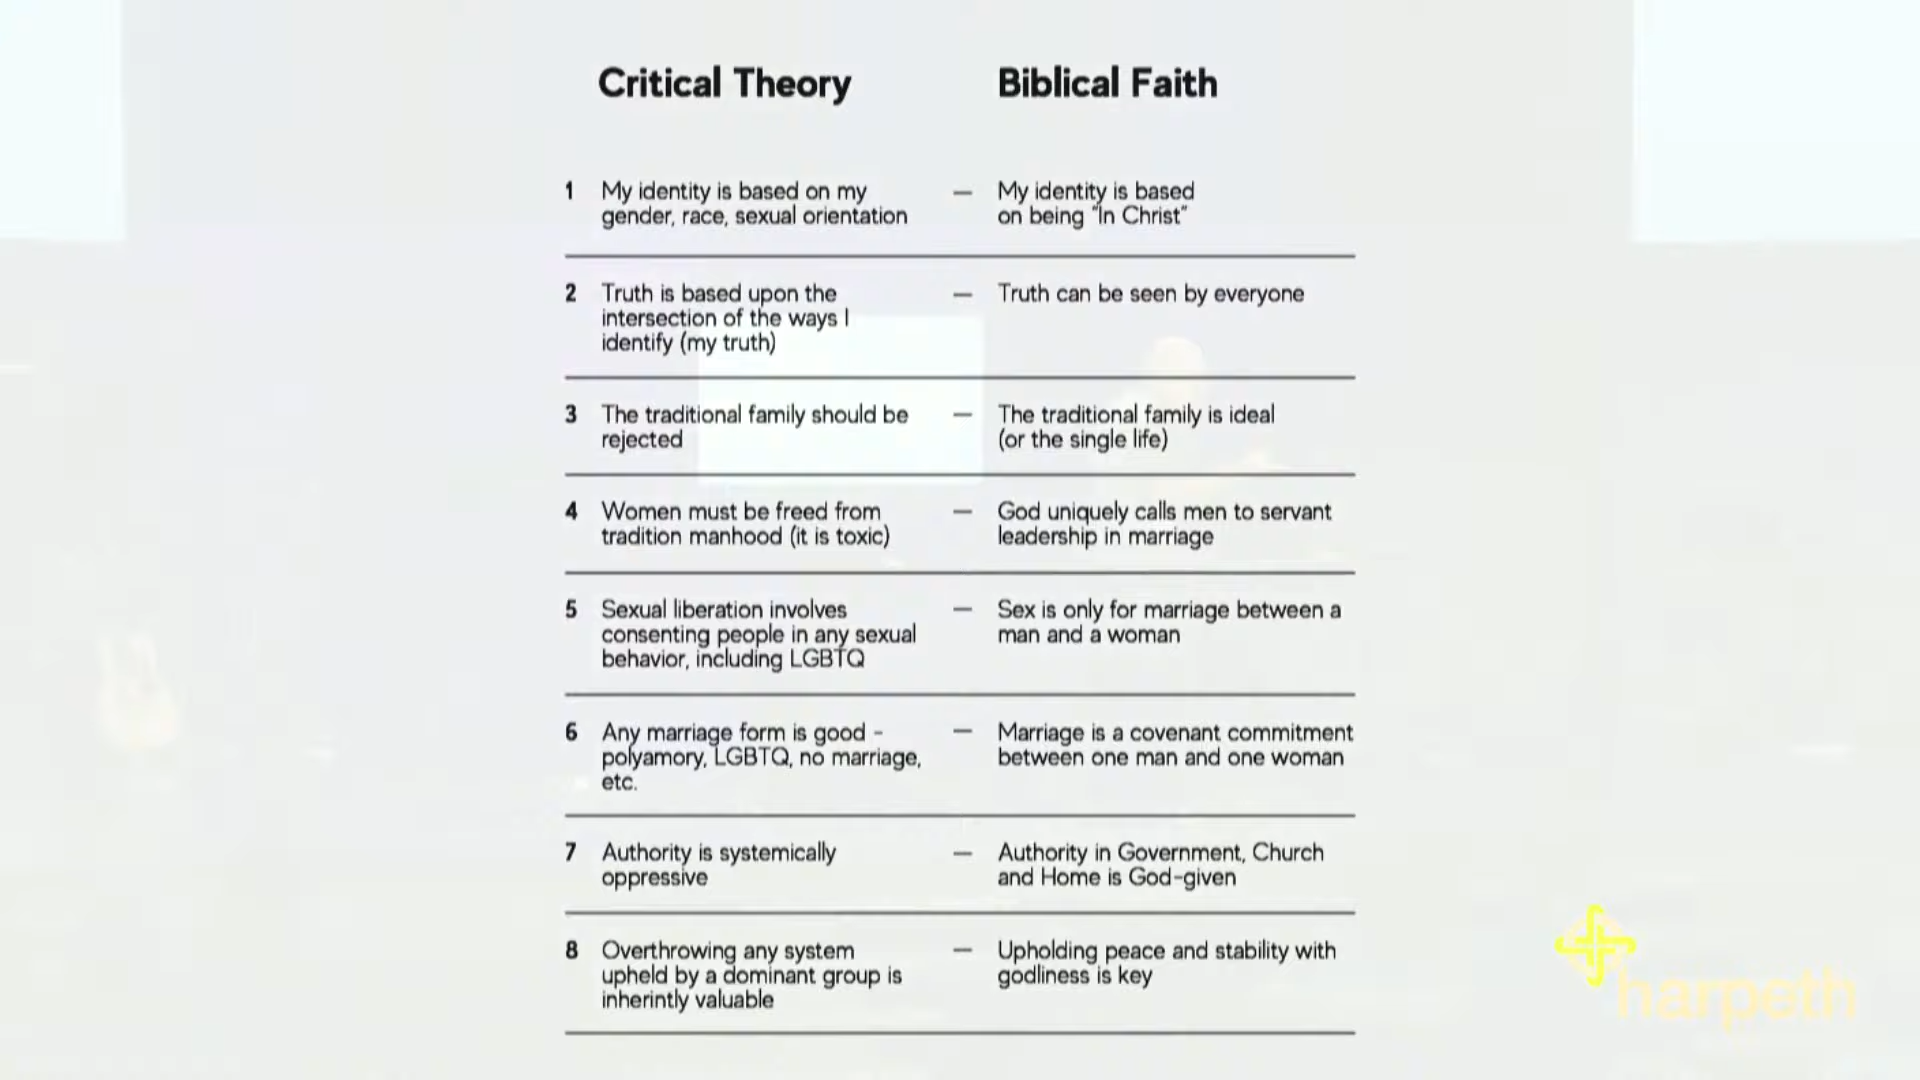 Critical Theory
Biblical Faith
1 My identity is based on my
gender, race, sexual orientation
— My identity is based
on being "In Christ"
2 Truth is based upon the
intersection of the ways I
identify (my truth)
— Truth can be seen by everyone
3 The traditional family should be
rejected
— The traditional family is ideal
(or the single life)
4 Women must be freed from
tradition manhood (it is toxic)
— God uniquely calls men to servant
leadership in marriage
5 Sexual liberation involves
consenting people in any sexual
behavior, including LGBTQ
— Sex is only for marriage between a
man and a woman
6 Any marriage form is good -
polyamory, LGBTQ, no marriage,
etc.
— Marriage is a covenant commitment
between one man and one woman
7 Authority is systemically
oppressive
— Authority in Government, Church
and Home is God-given
8 Overthrowing any system
upheld by a dominant group is
inherintly valuable
— Upholding peace and stability with
godliness is key
harpeth